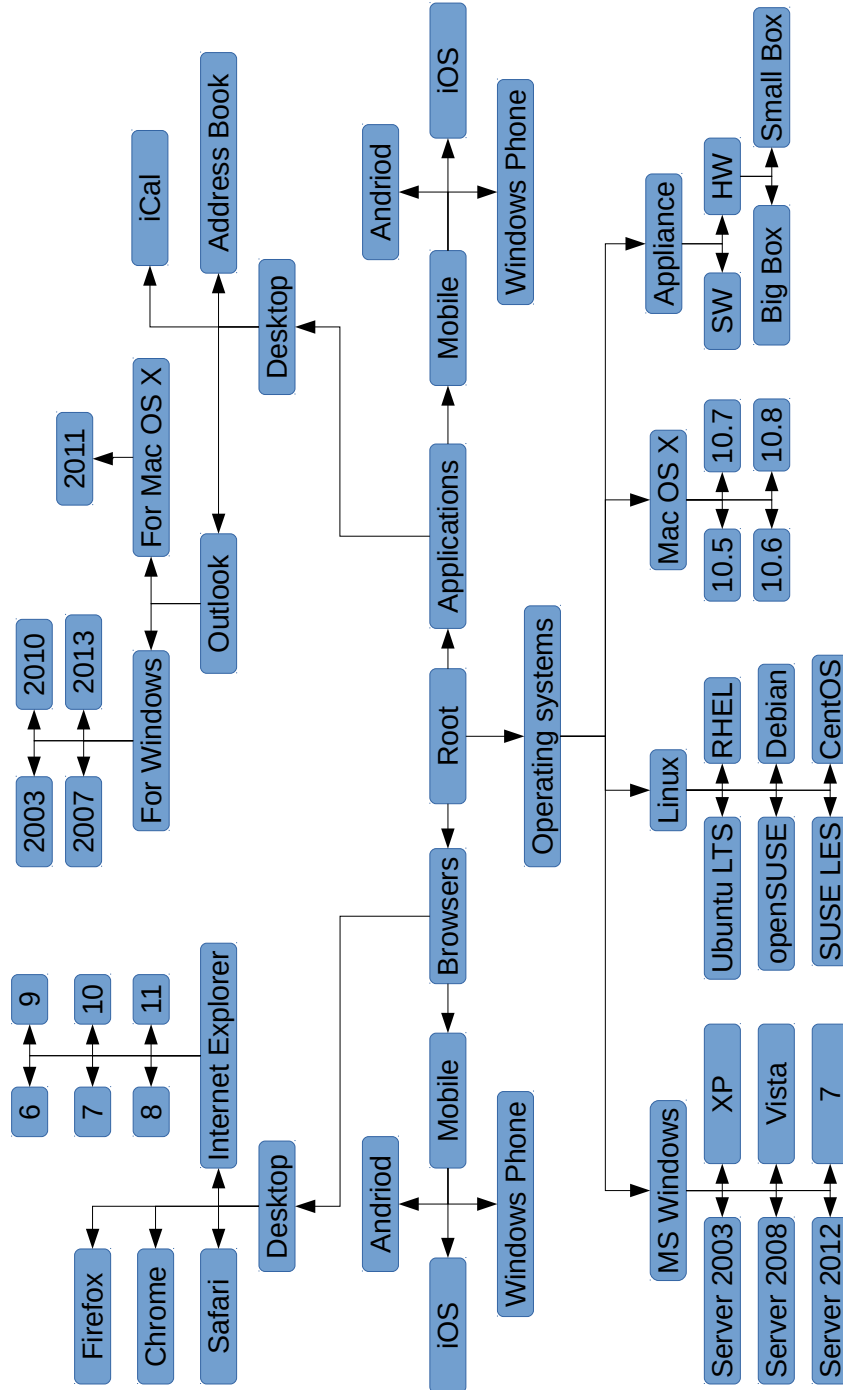 6 9 2003 2010
Firefox 7 10 2007 2013 2011
Chrome 8 11 For Windows For Mac OS X iCal
Safari Internet Explorer Outlook Address Book
Desktop Desktop
Andriod Andriod
iOS Mobile Browsers Root Applications Mobile iOS
Windows Phone Operating systems Windows Phone
MS Windows Linux Mac OS X Appliance
Server 2003 XP Ubuntu LTS RHEL 10.5 10.7 SW HW
Server 2008 Vista openSUSE Debian 10.6 10.8 Big Box Small Box
Server 2012 7 SUSE LES CentOS